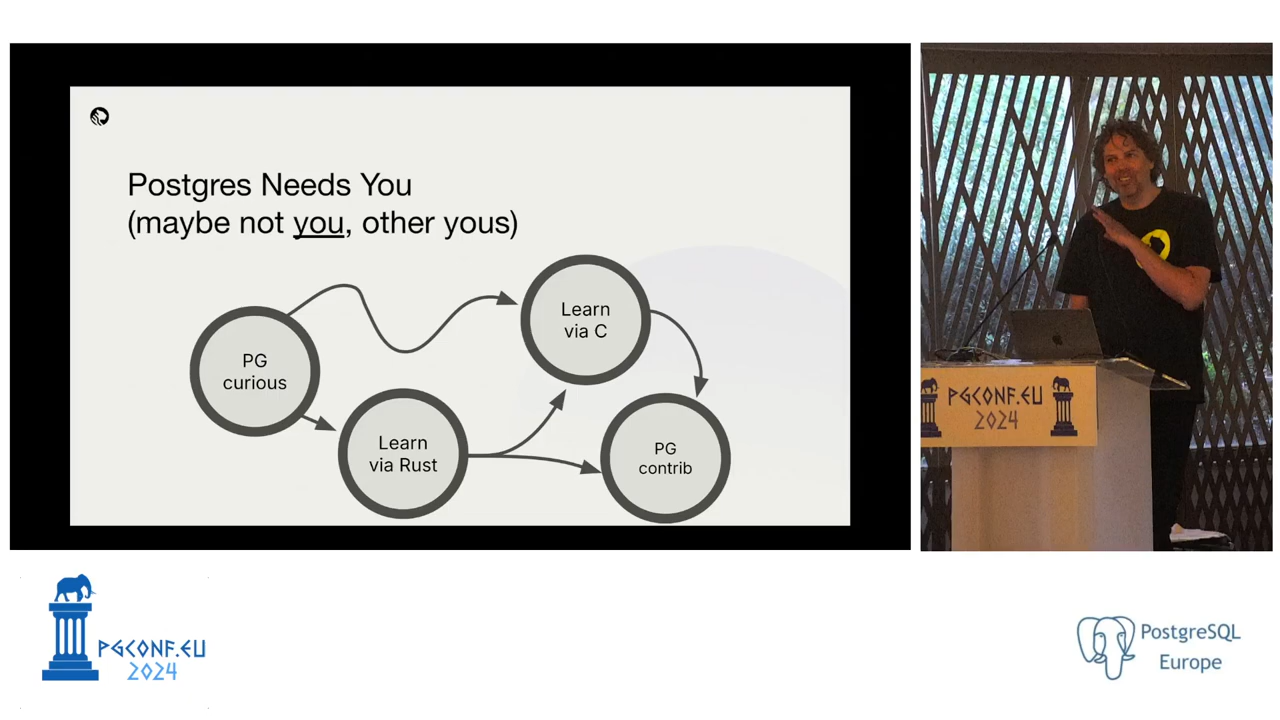 Postgres Needs You
(maybe not you, other yous)
PG
curious
Learn
via Rust
Learn
via C
PG
contrib
PGCONF.EU
2024
PGCONF.EU
2024
PostgreSQL
Europe